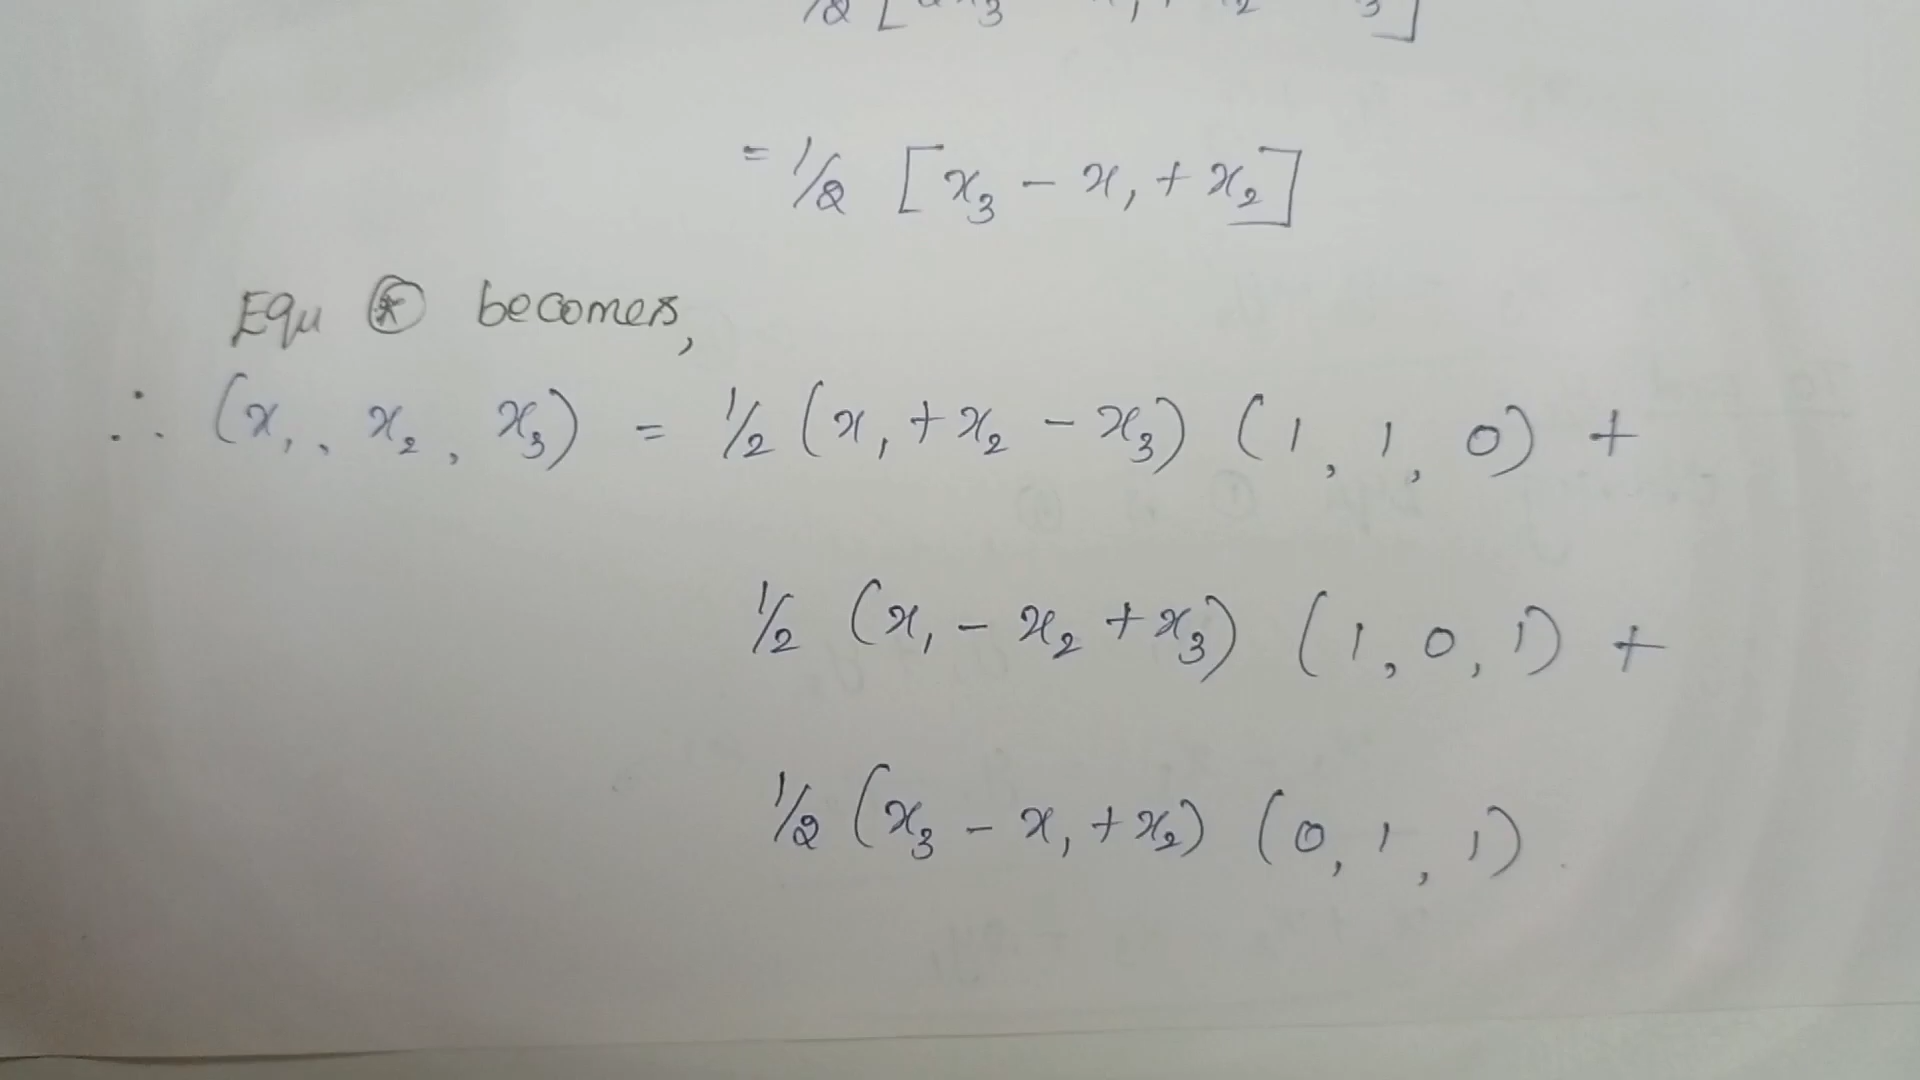 = 1/2 [x₃ - x₁ + x₂]
Equ ⊛ becomes,
∴ (x₁, x₂, x₃) = 1/2 (x₁ + x₂ - x₃) (1, 1, 0) +
1/2 (x₁ - x₂ + x₃) (1, 0, 1) +
1/2 (x₃ - x₁ + x₂) (0, 1, 1)